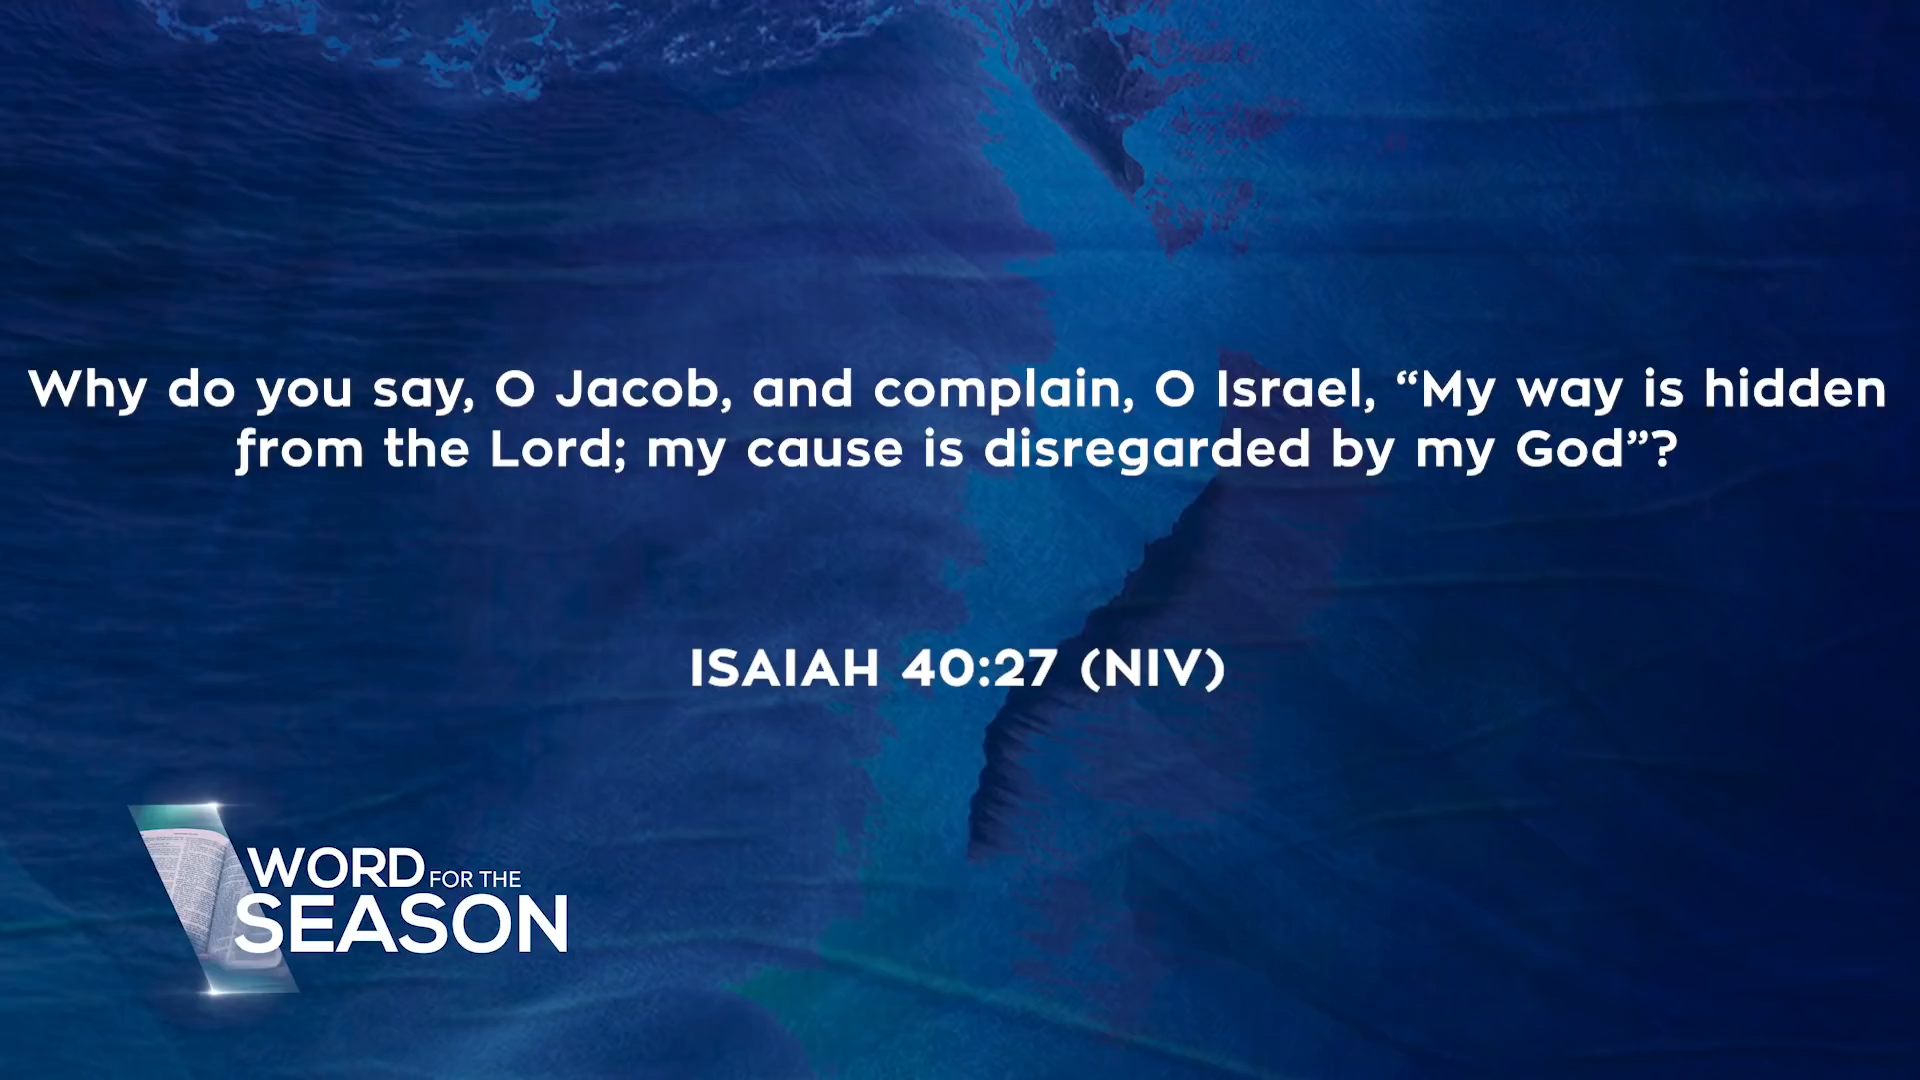 Why do you say, O Jacob, and complain, O Israel, “My way is hidden
from the Lord; my cause is disregarded by my God”?
ISAIAH 40:27 (NIV)
WORD FOR THE
SEASON